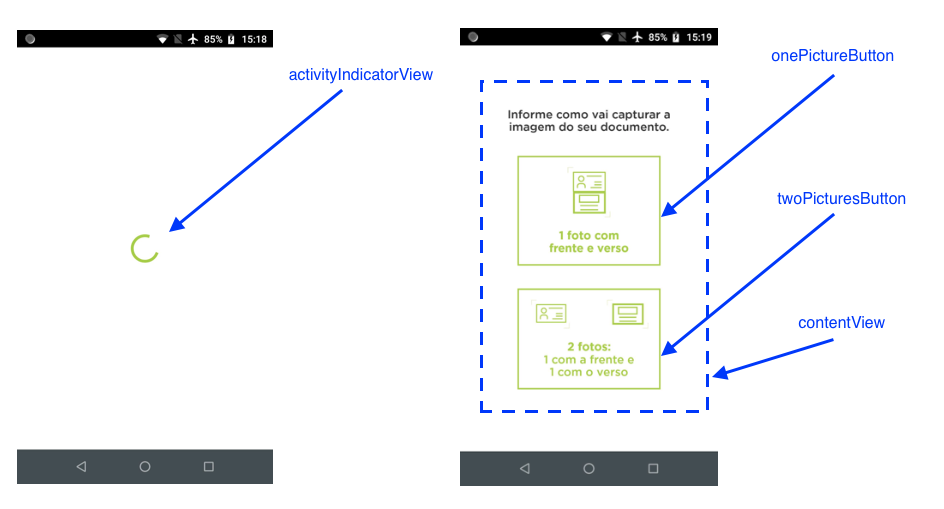 85% 15:18
activityIndicatorView
85% 15:19
onePictureButton
Informe como vai capturar a
imagem do seu documento.
1 foto com
frente e verso
twoPicturesButton
2 fotos:
1 com a frente e
1 com o verso
contentView